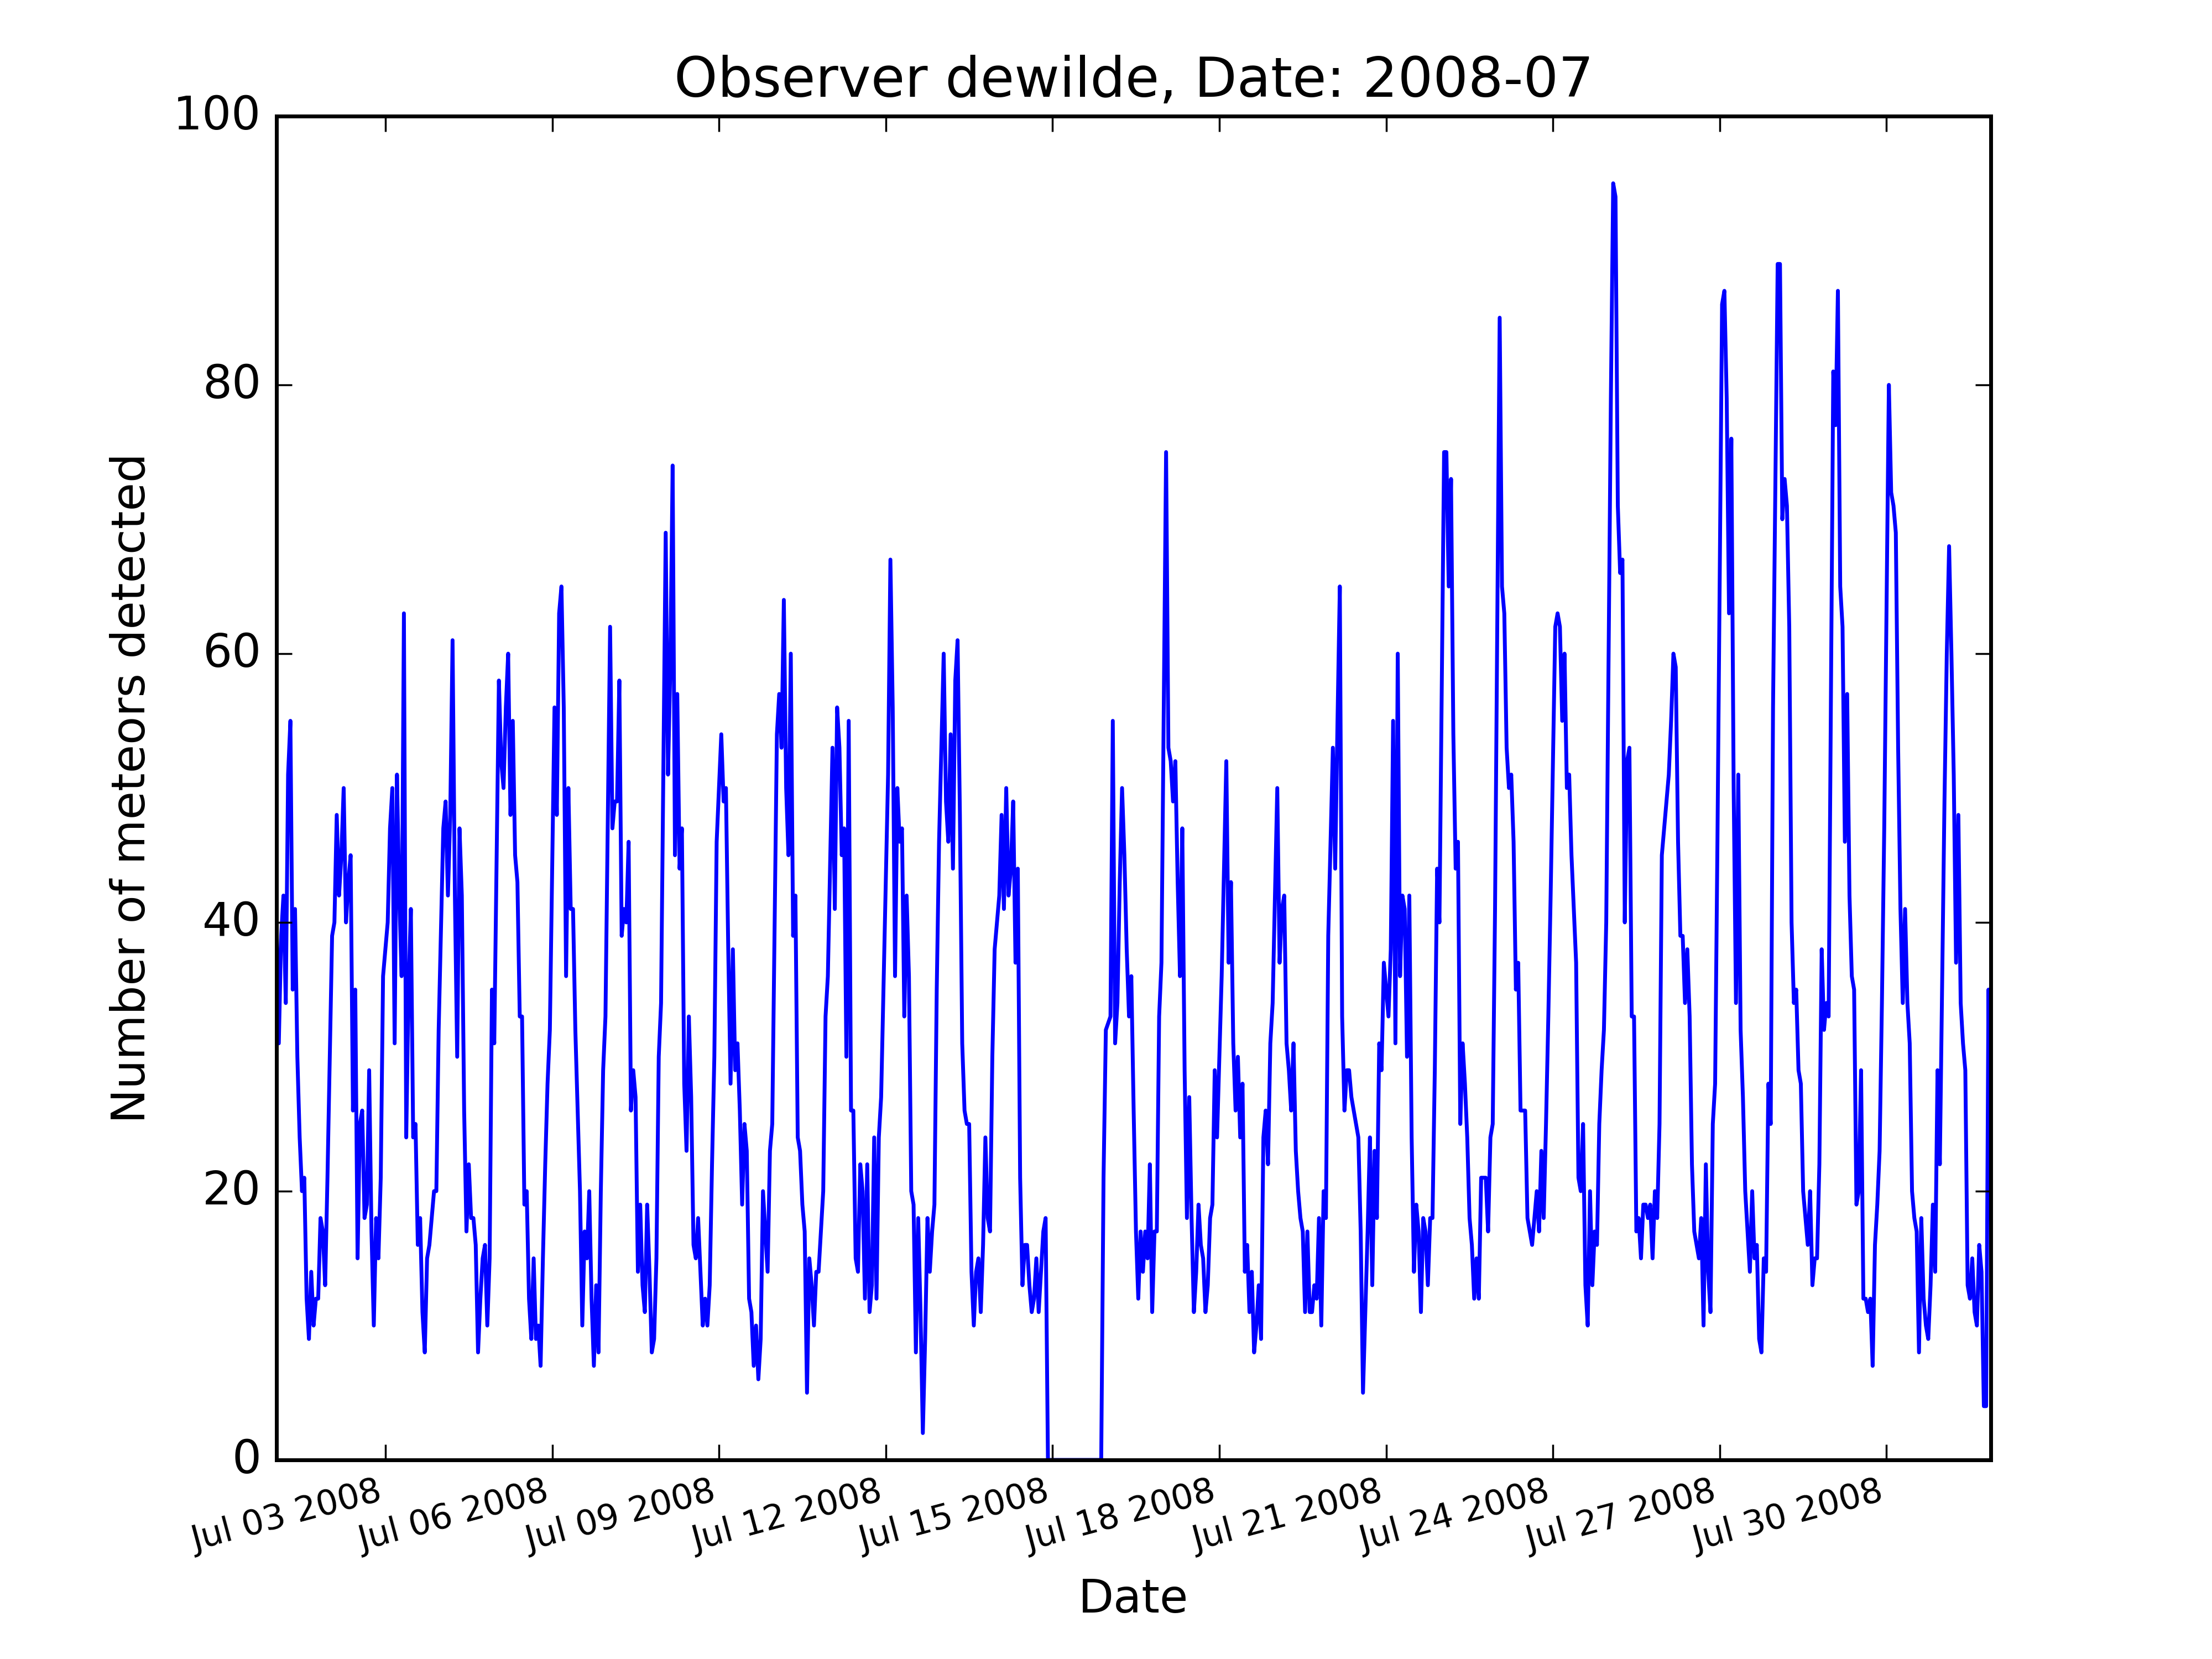 Observer dewilde, Date: 2008-07
100
80
60
40
20
0
Number of meteors detected
Jul 03 2008
Jul 06 2008
Jul 09 2008
Jul 12 2008
Jul 15 2008
Jul 18 2008
Jul 21 2008
Jul 24 2008
Jul 27 2008
Jul 30 2008
Date